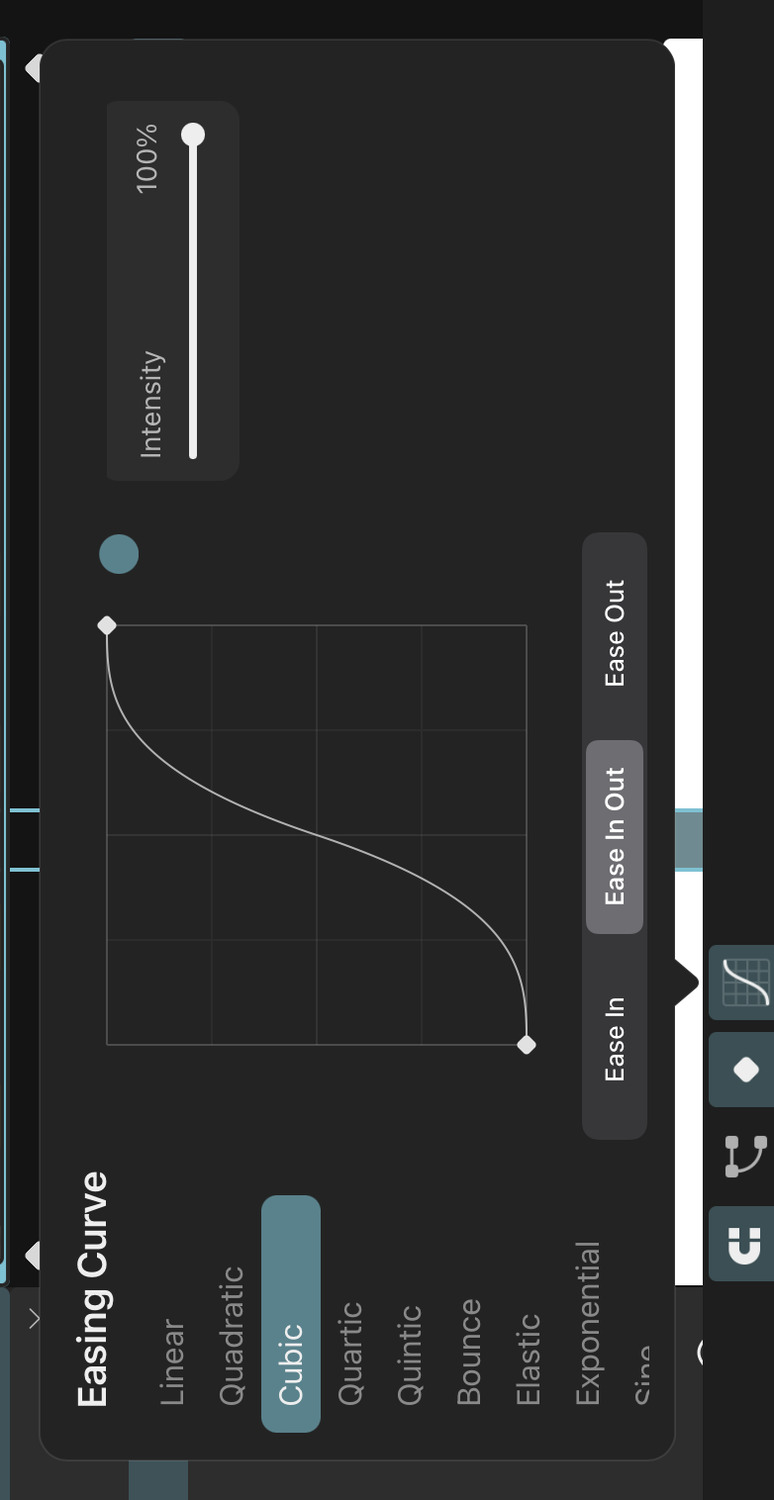 Easing Curve
Linear
Quadratic
Cubic
Quartic
Quintic
Bounce
Elastic
Exponential
Sine
Intensity 100%
Ease In Ease In Out Ease Out